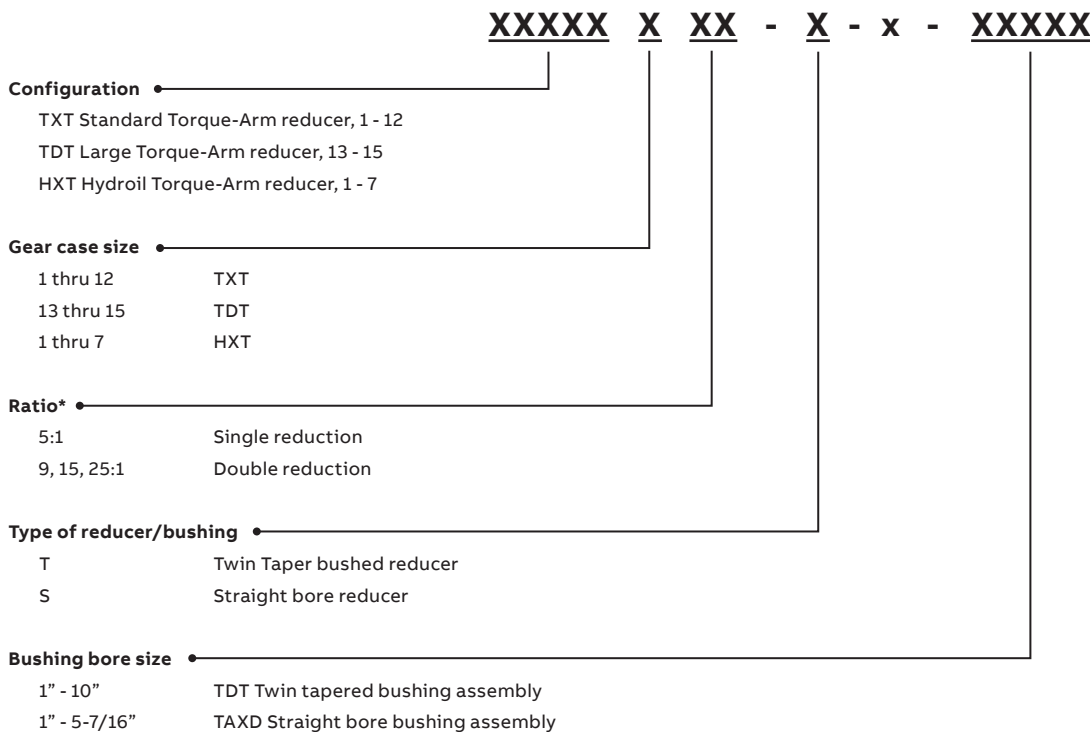 XXXXX X XX - X - x - XXXXX
Configuration
TXT Standard Torque-Arm reducer, 1 - 12
TDT Large Torque-Arm reducer, 13 - 15
HXT Hydroil Torque-Arm reducer, 1 - 7
Gear case size
1 thru 12 TXT
13 thru 15 TDT
1 thru 7 HXT
Ratio*
5:1 Single reduction
9, 15, 25:1 Double reduction
Type of reducer/bushing
T Twin Taper bushed reducer
S Straight bore reducer
Bushing bore size
1” - 10” TDT Twin tapered bushing assembly
1” - 5-7/16” TAXD Straight bore bushing assembly